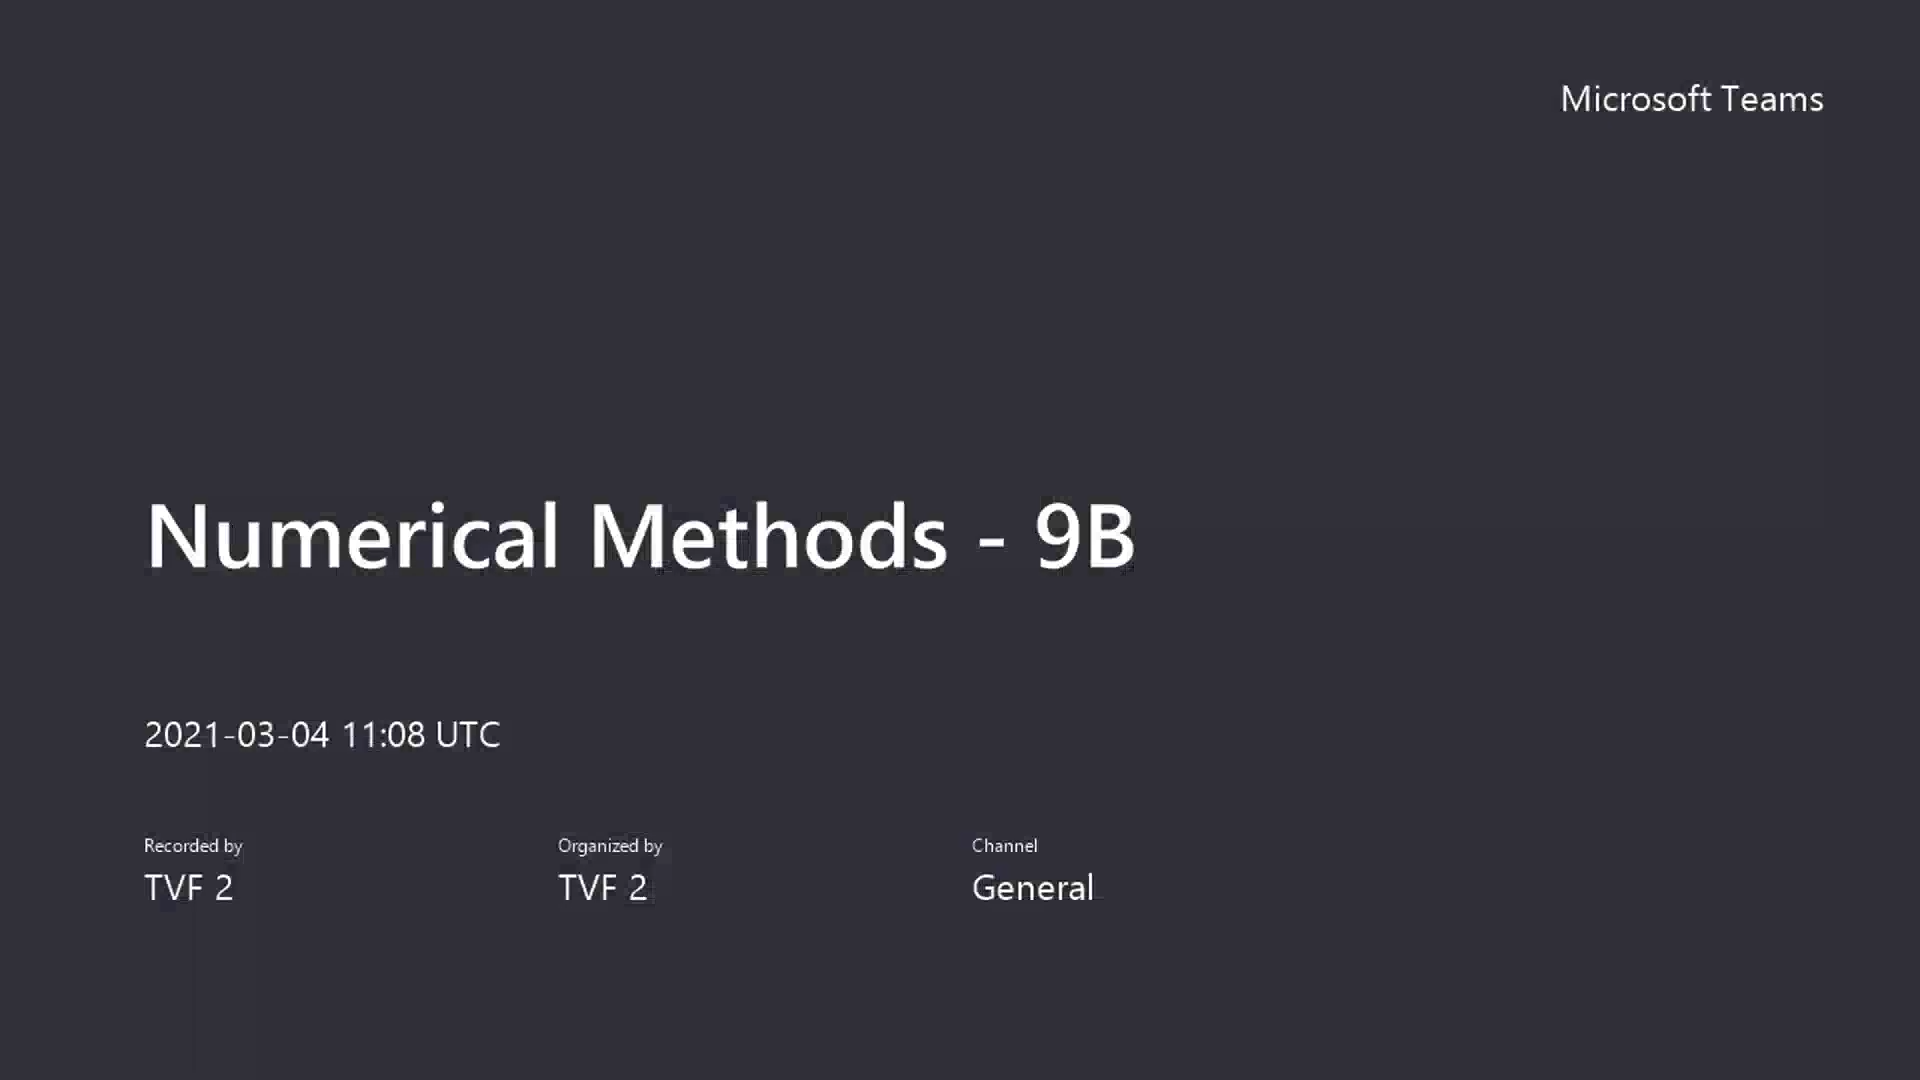 Microsoft Teams
Numerical Methods - 9B
2021-03-04 11:08 UTC
Recorded by
TVF 2
Organized by
TVF 2
Channel
General